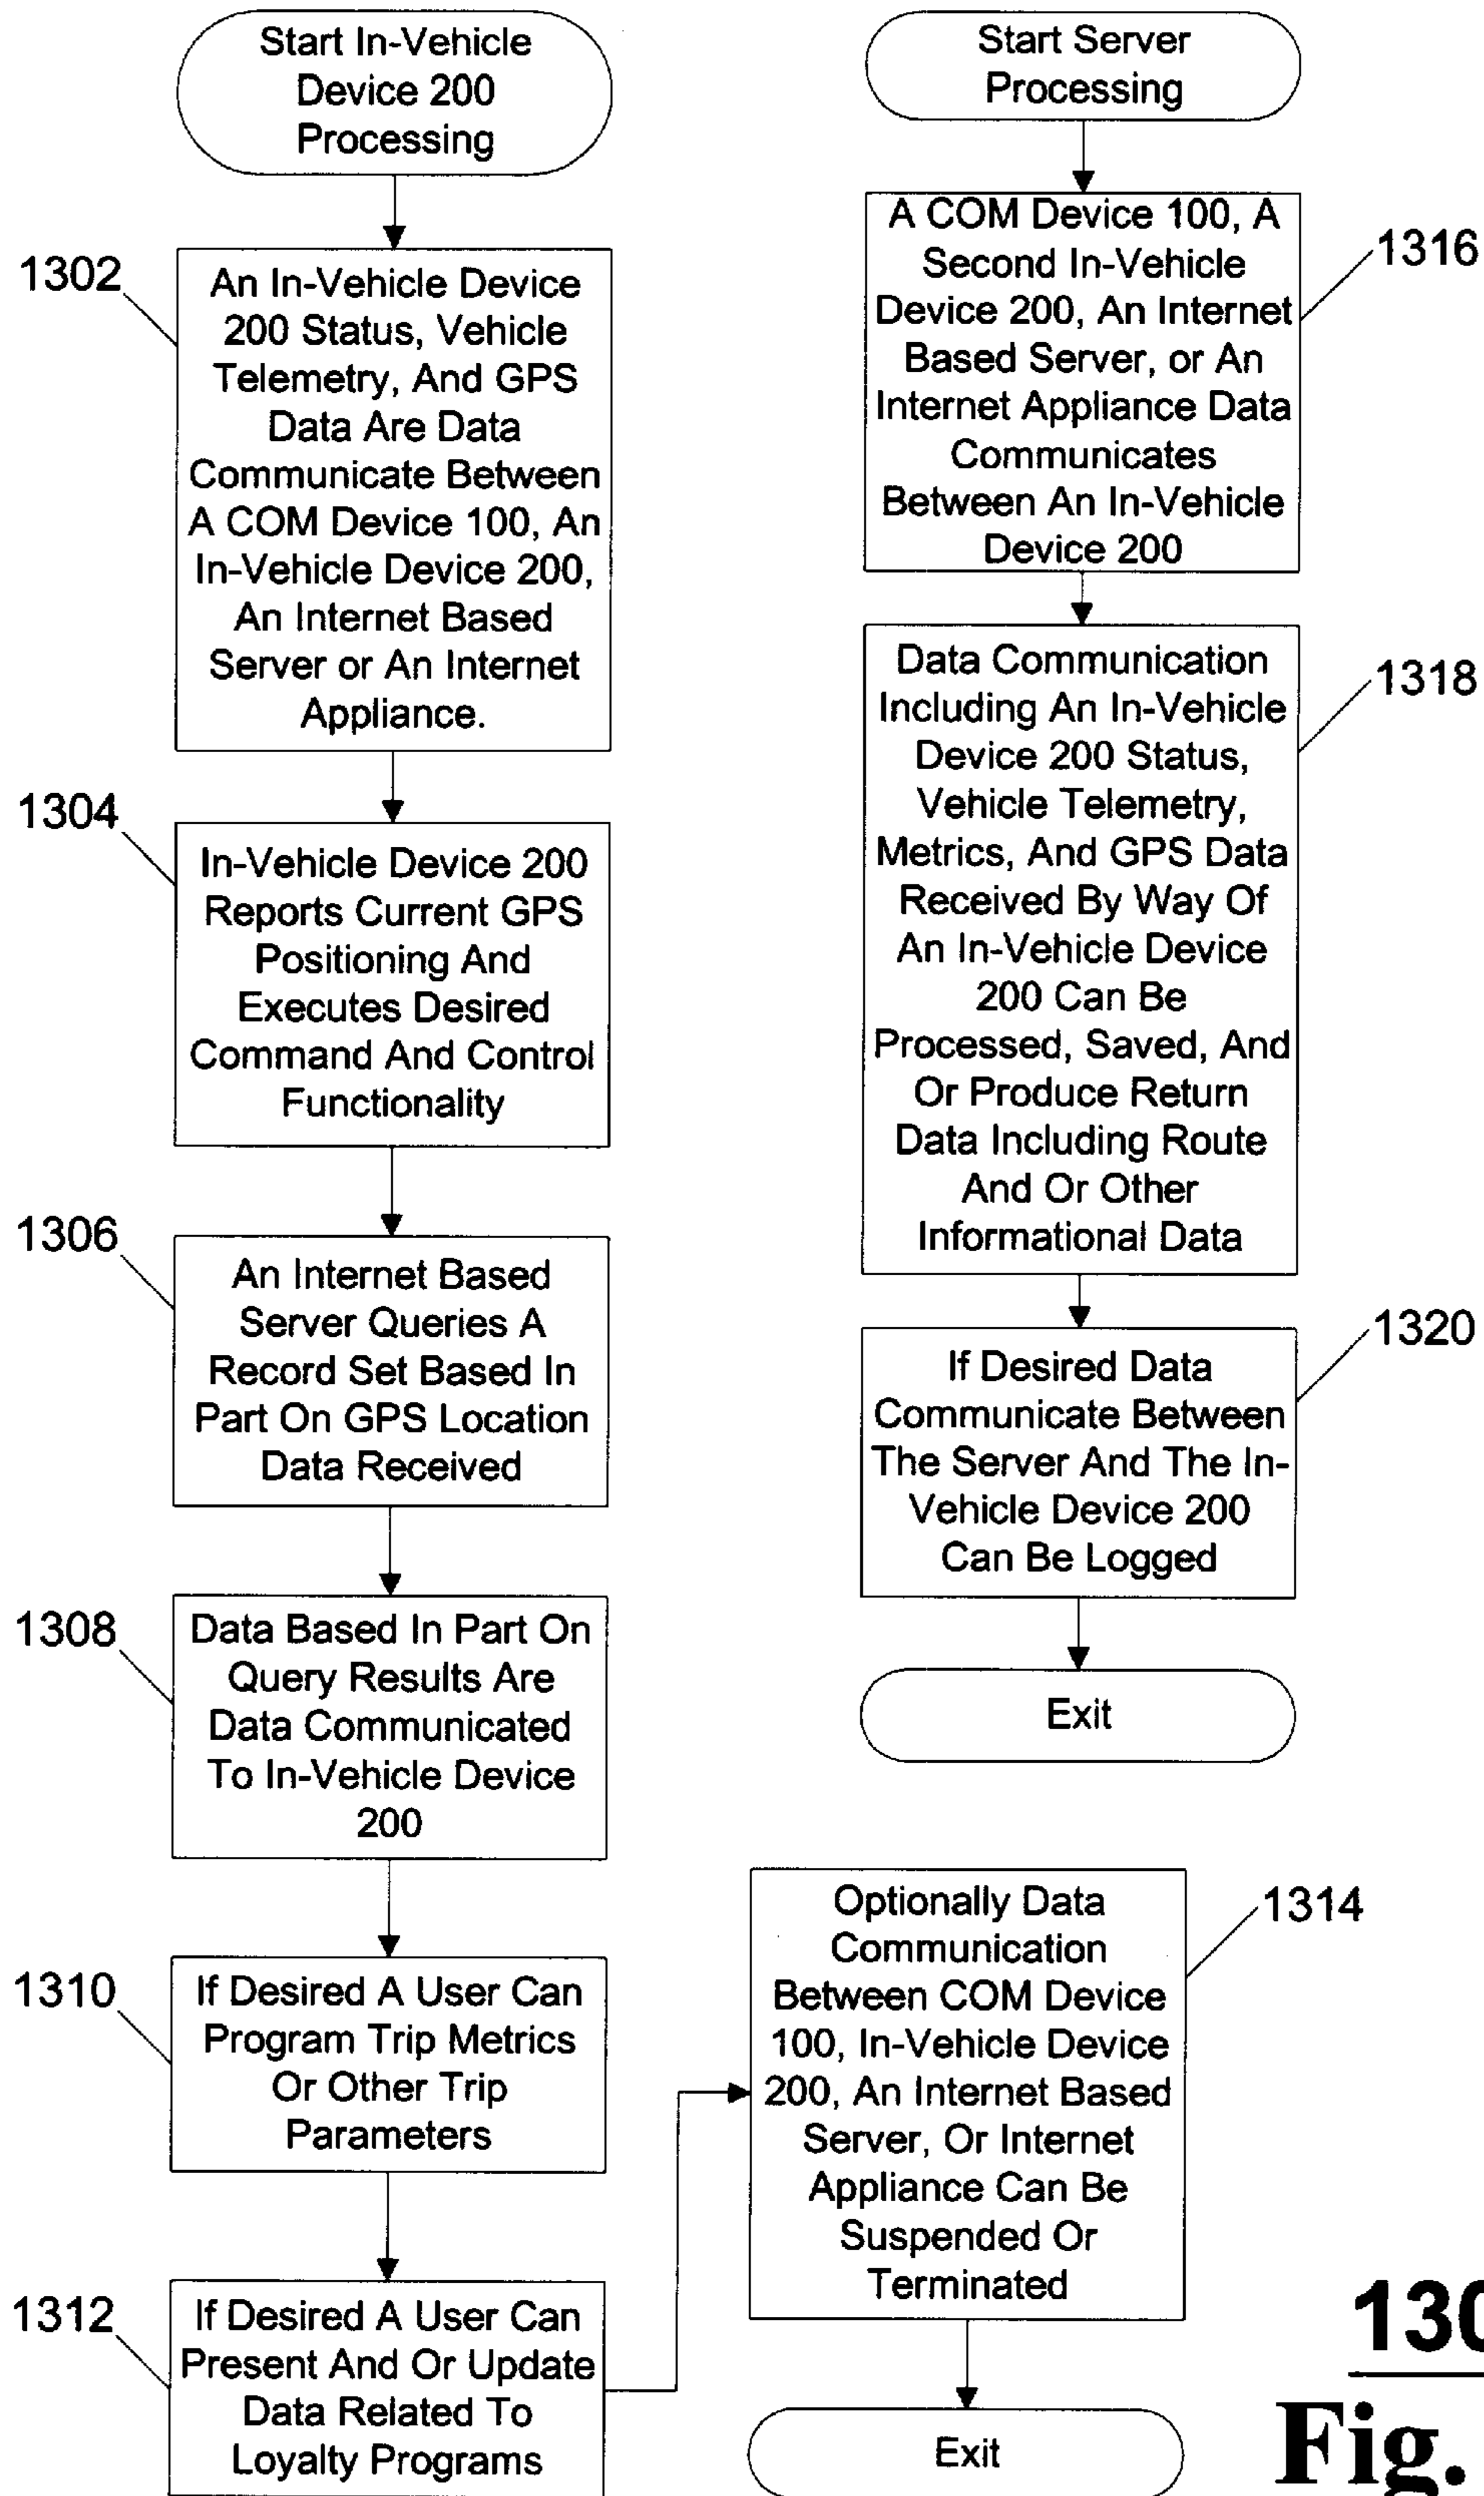 Start In-Vehicle
Device 200
Processing
1302
An In-Vehicle Device
200 Status, Vehicle
Telemetry, And GPS
Data Are Data
Communicate Between
A COM Device 100, An
In-Vehicle Device 200,
An Internet Based
Server or An Internet
Appliance.
1304
In-Vehicle Device 200
Reports Current GPS
Positioning And
Executes Desired
Command And Control
Functionality
1306
An Internet Based
Server Queries A
Record Set Based In
Part On GPS Location
Data Received
1308
Data Based In Part On
Query Results Are
Data Communicated
To In-Vehicle Device
200
1310
If Desired A User Can
Program Trip Metrics
Or Other Trip
Parameters
1312
If Desired A User Can
Present And Or Update
Data Related To
Loyalty Programs
Optionally Data
Communication
Between COM Device
100, In-Vehicle Device
200, An Internet Based
Server, Or Internet
Appliance Can Be
Suspended Or
Terminated
1314
Exit
Start Server
Processing
A COM Device 100, A
Second In-Vehicle
Device 200, An Internet
Based Server, or An
Internet Appliance Data
Communicates
Between An In-Vehicle
Device 200
1316
Data Communication
Including An In-Vehicle
Device 200 Status,
Vehicle Telemetry,
Metrics, And GPS Data
Received By Way Of
An In-Vehicle Device
200 Can Be
Processed, Saved, And
Or Produce Return
Data Including Route
And Or Other
Informational Data
1318
If Desired Data
Communicate Between
The Server And The In-
Vehicle Device 200
Can Be Logged
1320
Exit
Fig.